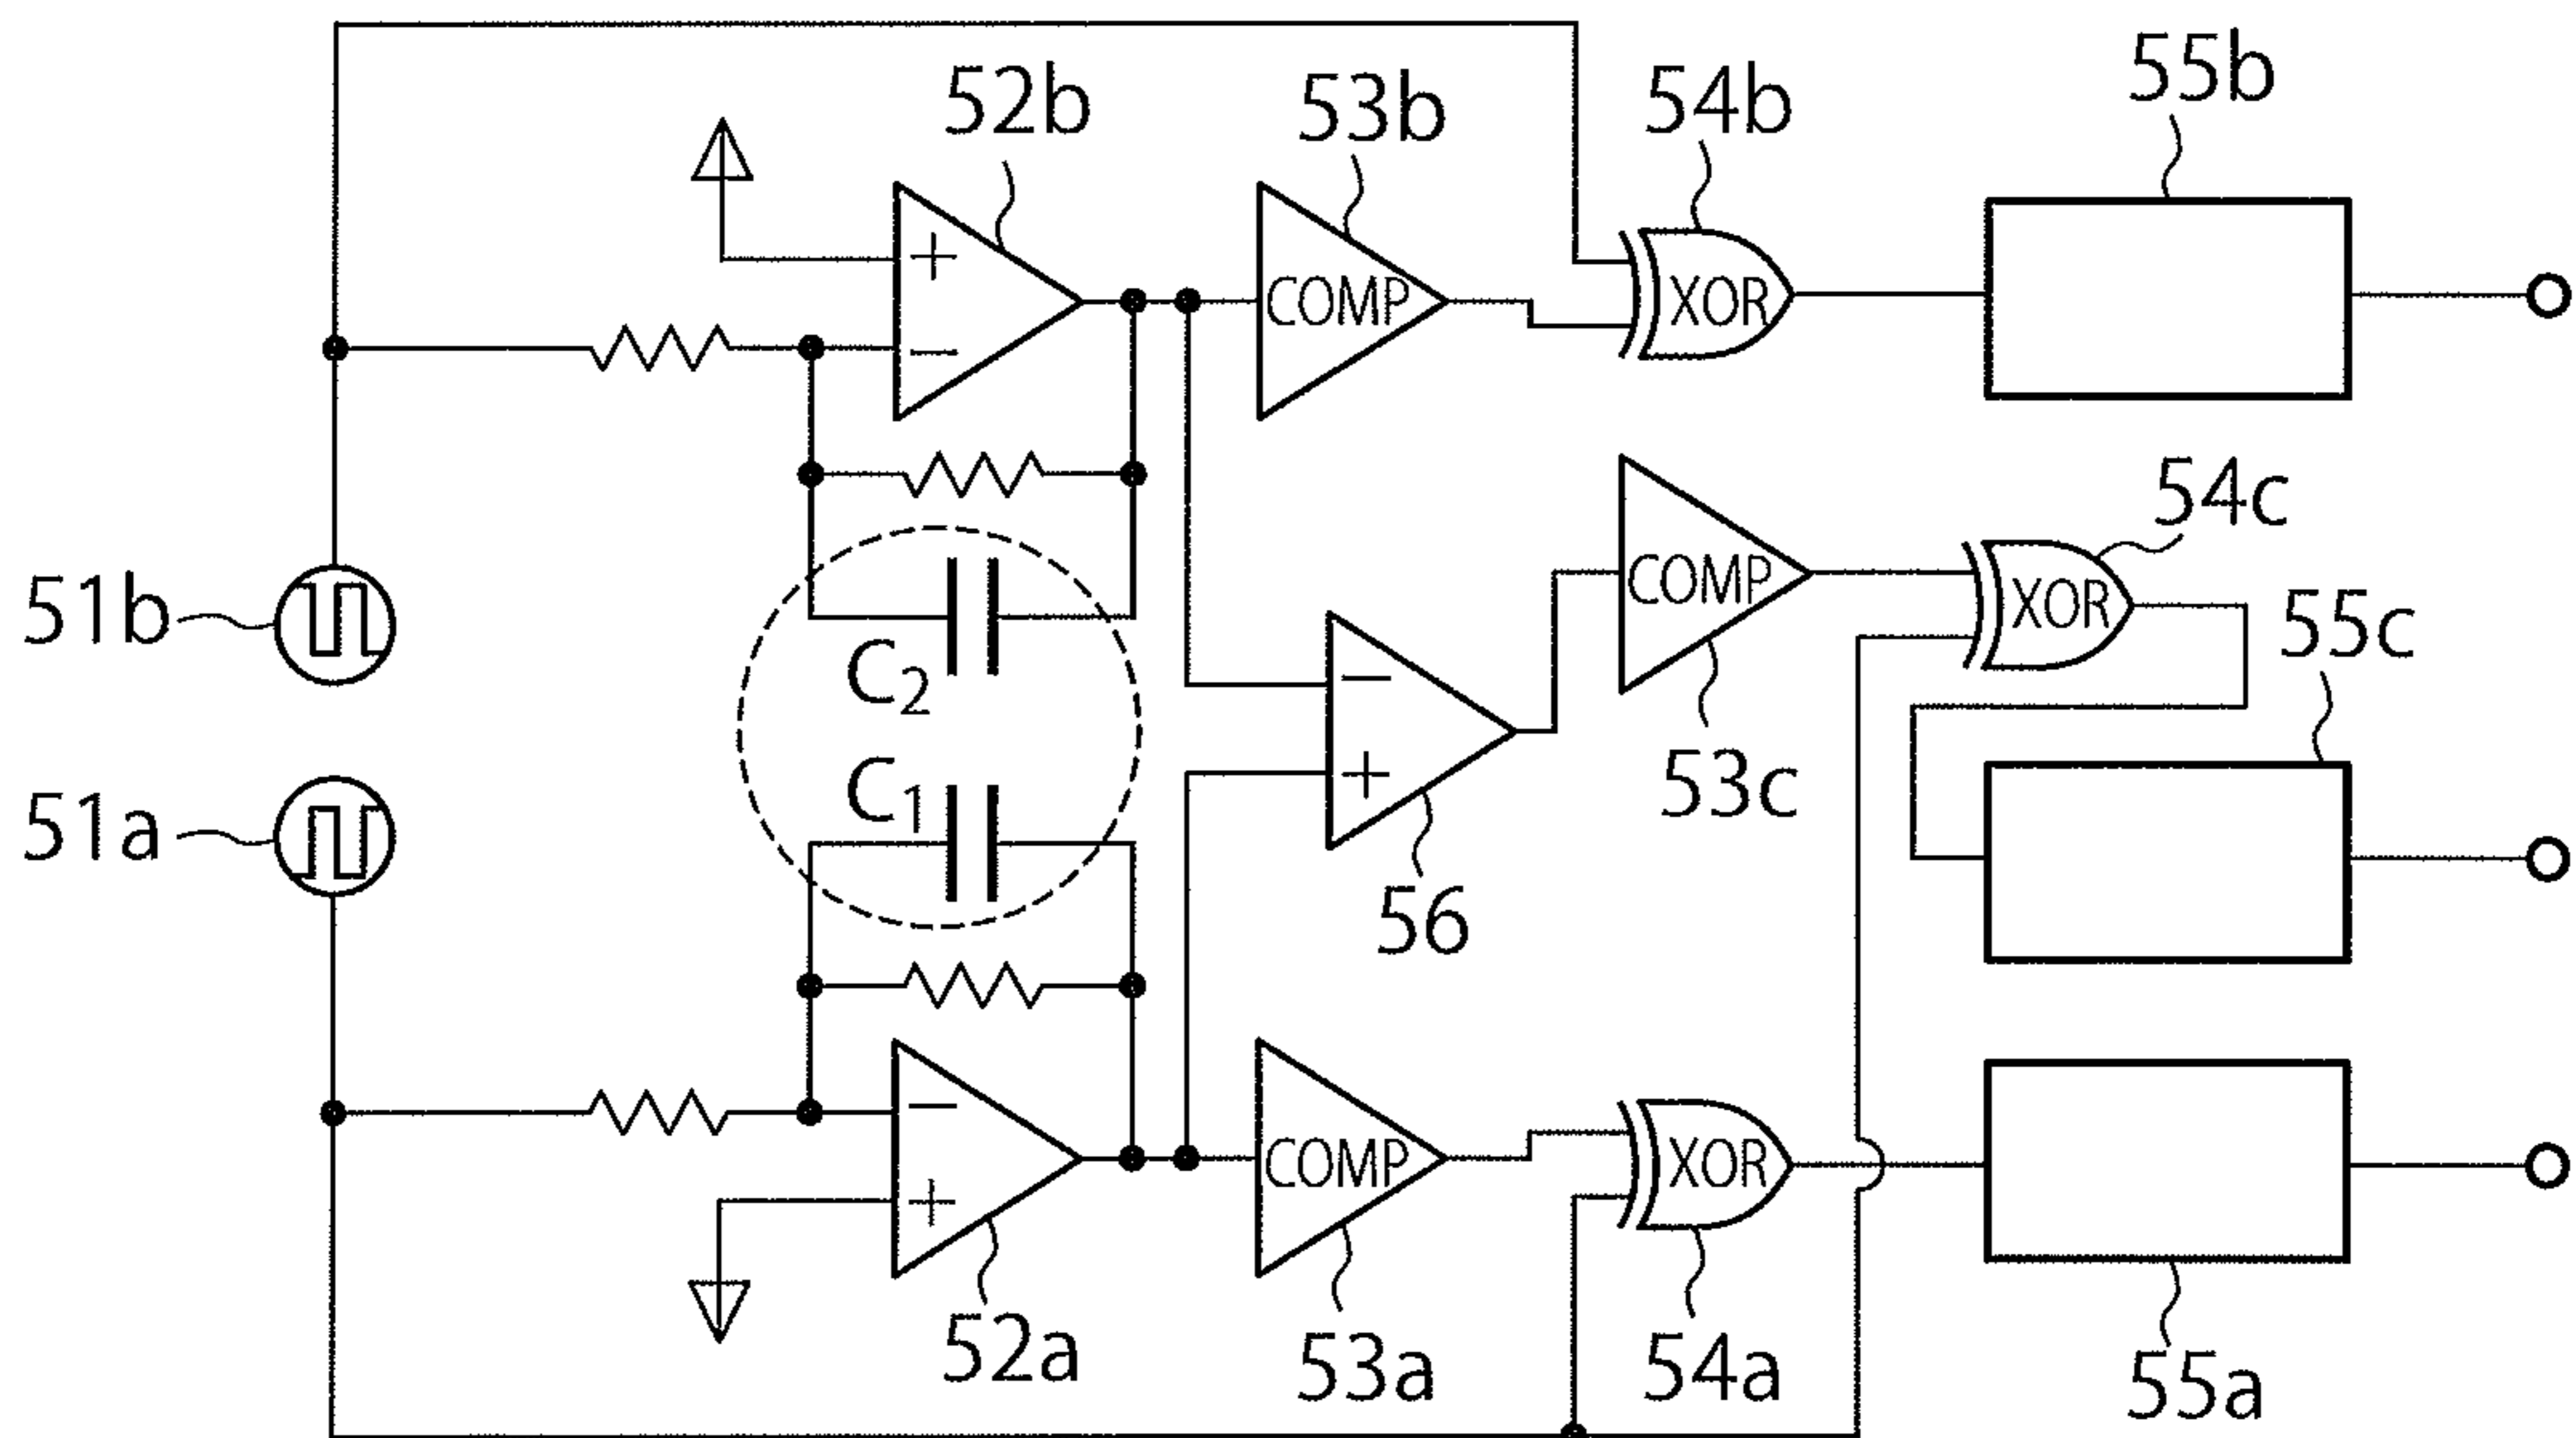 55b
52b
53b
54b
+
COMP
XOR
−
54c
COMP
XOR
51b
55c
C2
−
53c
C1
51a
+
56
−
COMP
XOR
+
52a
53a
54a
55a